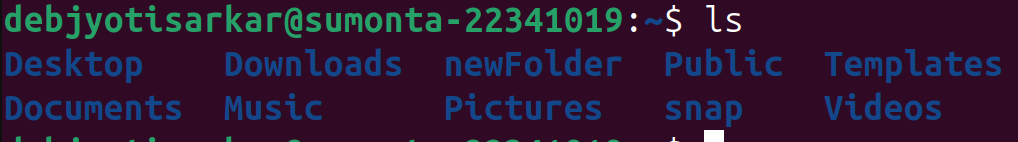 debjyotisarkar@sumonta-22341019:~$ ls
Desktop Downloads newFolder Public Templates
Documents Music Pictures snap Videos